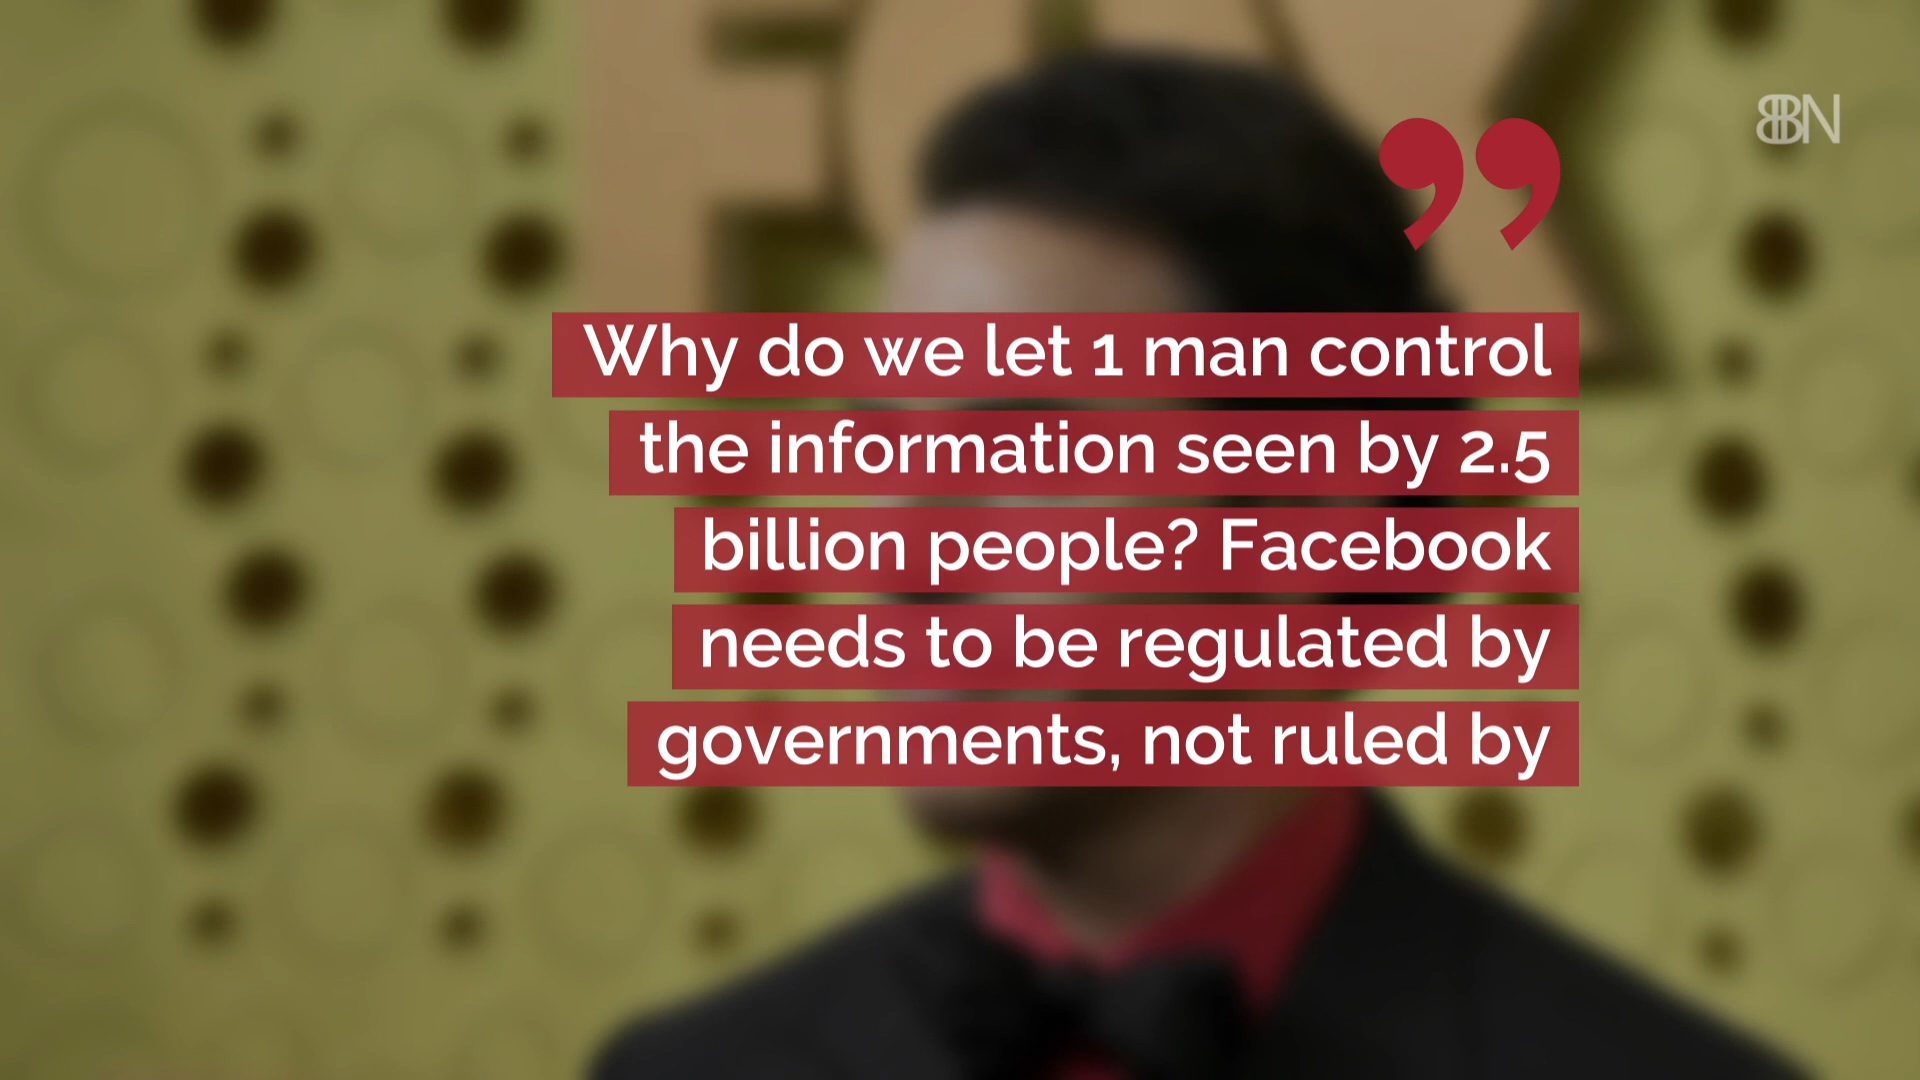 BBN
”
Why do we let 1 man control
the information seen by 2.5
billion people? Facebook
needs to be regulated by
governments, not ruled by